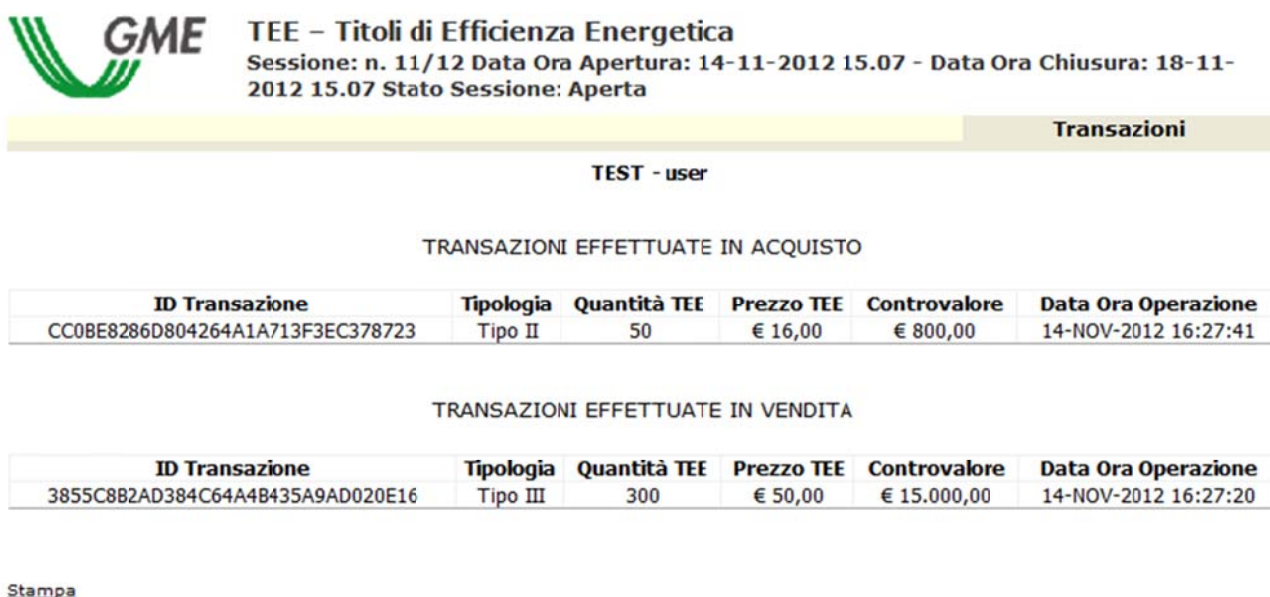 GME
TEE – Titoli di Efficienza Energetica
Sessione: n. 11/12 Data Ora Apertura: 14-11-2012 15.07 - Data Ora Chiusura: 18-11-
2012 15.07 Stato Sessione: Aperta
Transazioni
TEST - user
TRANSAZIONI EFFETTUATE IN ACQUISTO
ID Transazione Tipologia Quantità TEE Prezzo TEE Controvalore Data Ora Operazione
CC0BE8286D804264A1A713F3EC378723 Tipo II 50 € 16,00 € 800,00 14-NOV-2012 16:27:41
TRANSAZIONI EFFETTUATE IN VENDITA
ID Transazione Tipologia Quantità TEE Prezzo TEE Controvalore Data Ora Operazione
3855C8B2AD384C64A4B435A9AD020E16 Tipo III 300 € 50,00 € 15.000,00 14-NOV-2012 16:27:20
Stampa